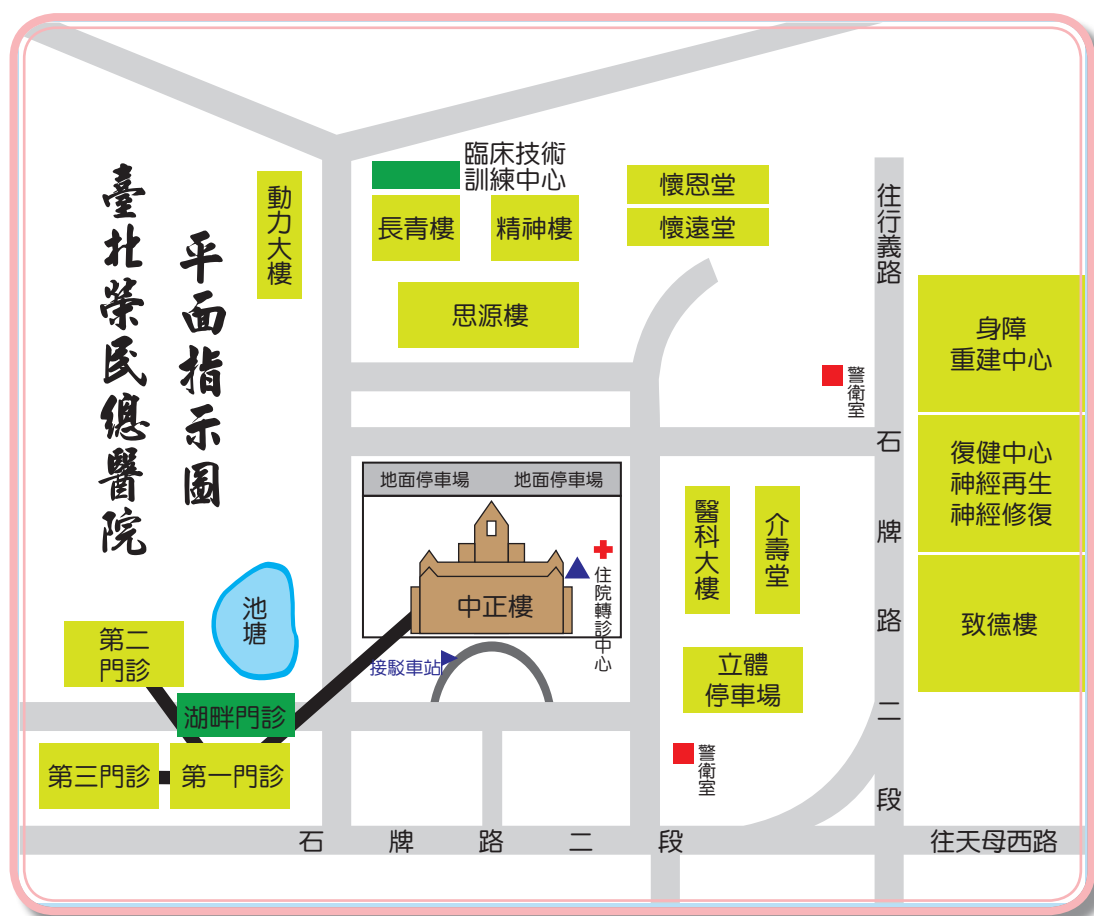 臺北榮民總醫院
平面指示圖
動力大樓
臨床技術
訓練中心
長青樓
精神樓
思源樓
懷恩堂
懷遠堂
往行義路
身障
重建中心
警衛室
復健中心
神經再生
神經修復
致德樓
石牌路二段
地面停車場
地面停車場
中正樓
住院轉診中心
接駁車站
醫科大樓
介壽堂
立體
停車場
警衛室
池塘
第二
門診
湖畔門診
第三門診
第一門診
石牌路二段
往天母西路